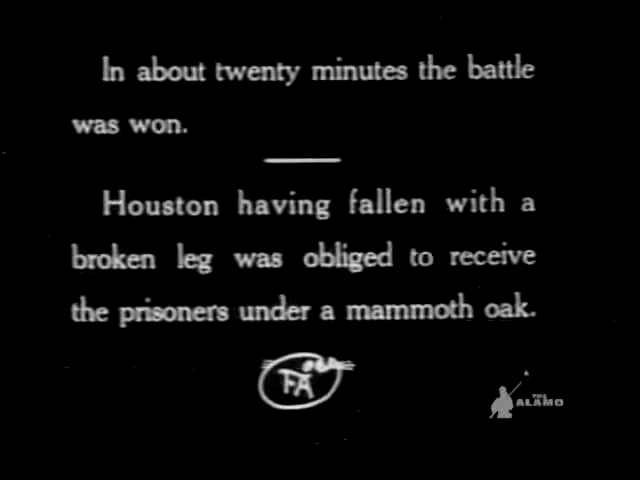 In about twenty minutes the battle
was won.
Houston having fallen with a
broken leg was obliged to receive
the prisoners under a mammoth oak.
FA
THE
ALAMO